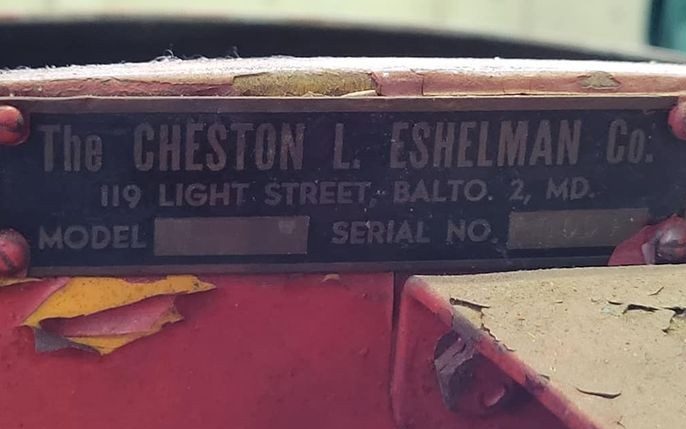 The CHESTON L. ESHELMAN Co.
119 LIGHT STREET, BALTO. 2, MD.
MODEL SERIAL NO.